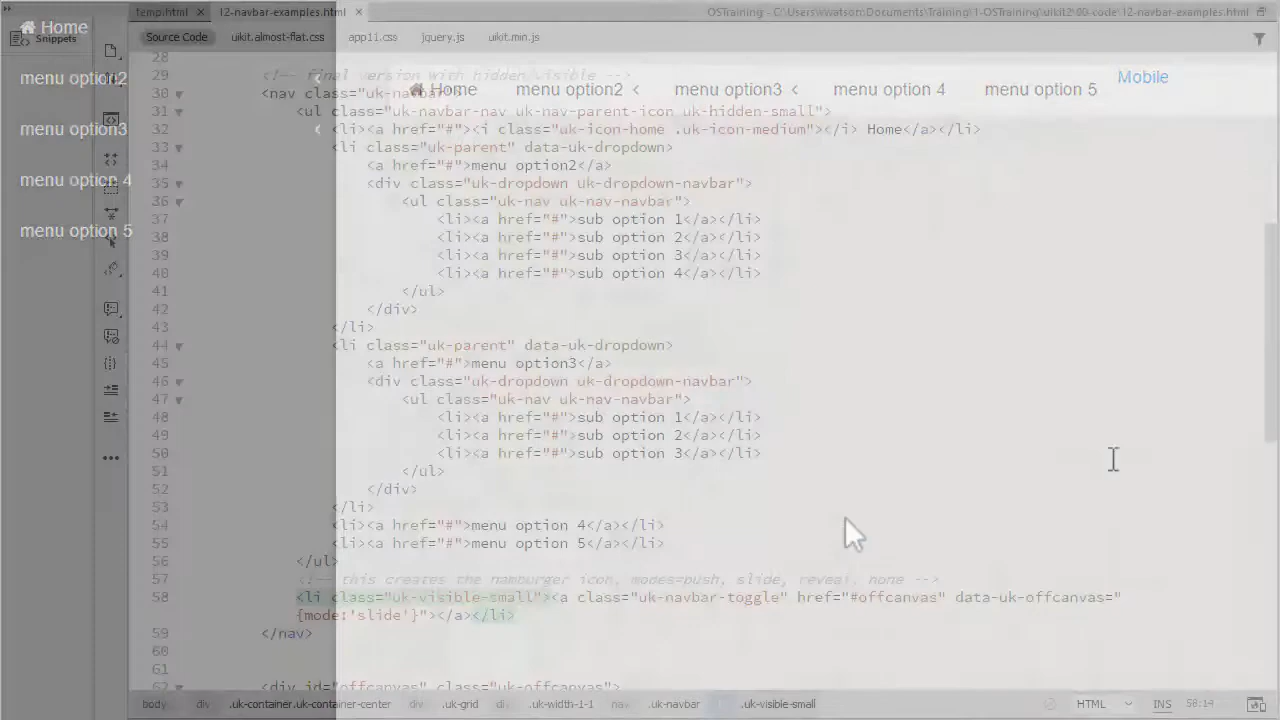 temp.html × l2-navbar-examples.html ×
OSTraining - C:\Users\vwatson\Documents\Training\1-OSTraining\uikit2\00-code\l2-navbar-examples.html
Home
Snippets
Source Code uikit.almost-flat.css app11.css jquery.js uikit.min.js
menu option2
menu option3
menu option 4
menu option 5
Home menu option2 menu option3 menu option 4 menu option 5
Mobile
28
29 <!-- final version with hidden/visible -->
30 <nav class="uk-navbar">
31 <ul class="uk-navbar-nav uk-nav-parent-icon uk-hidden-small">
32 <li><a href="#"><i class="uk-icon-home .uk-icon-medium"></i> Home</a></li>
33 <li class="uk-parent" data-uk-dropdown>
34 <a href="#">menu option2</a>
35 <div class="uk-dropdown uk-dropdown-navbar">
36 <ul class="uk-nav uk-nav-navbar">
37 <li><a href="#">sub option 1</a></li>
38 <li><a href="#">sub option 2</a></li>
39 <li><a href="#">sub option 3</a></li>
40 <li><a href="#">sub option 4</a></li>
41 </ul>
42 </div>
43 </li>
44 <li class="uk-parent" data-uk-dropdown>
45 <a href="#">menu option3</a>
46 <div class="uk-dropdown uk-dropdown-navbar">
47 <ul class="uk-nav uk-nav-navbar">
48 <li><a href="#">sub option 1</a></li>
49 <li><a href="#">sub option 2</a></li>
50 <li><a href="#">sub option 3</a></li>
51 </ul>
52 </div>
53 </li>
54 <li><a href="#">menu option 4</a></li>
55 <li><a href="#">menu option 5</a></li>
56 </ul>
57 <!-- this creates the hamburger icon, modes=push, slide, reveal, none -->
58 <li class="uk-visible-small"><a class="uk-navbar-toggle" href="#offcanvas" data-uk-offcanvas="
{mode:'slide'}"></a></li>
59 </nav>
60
61
62 <div id="offcanvas" class="uk-offcanvas">
body div .uk-container.uk-container-center div .uk-grid div .uk-width-1-1 nav .uk-navbar li .uk-visible-small HTML INS 58:14